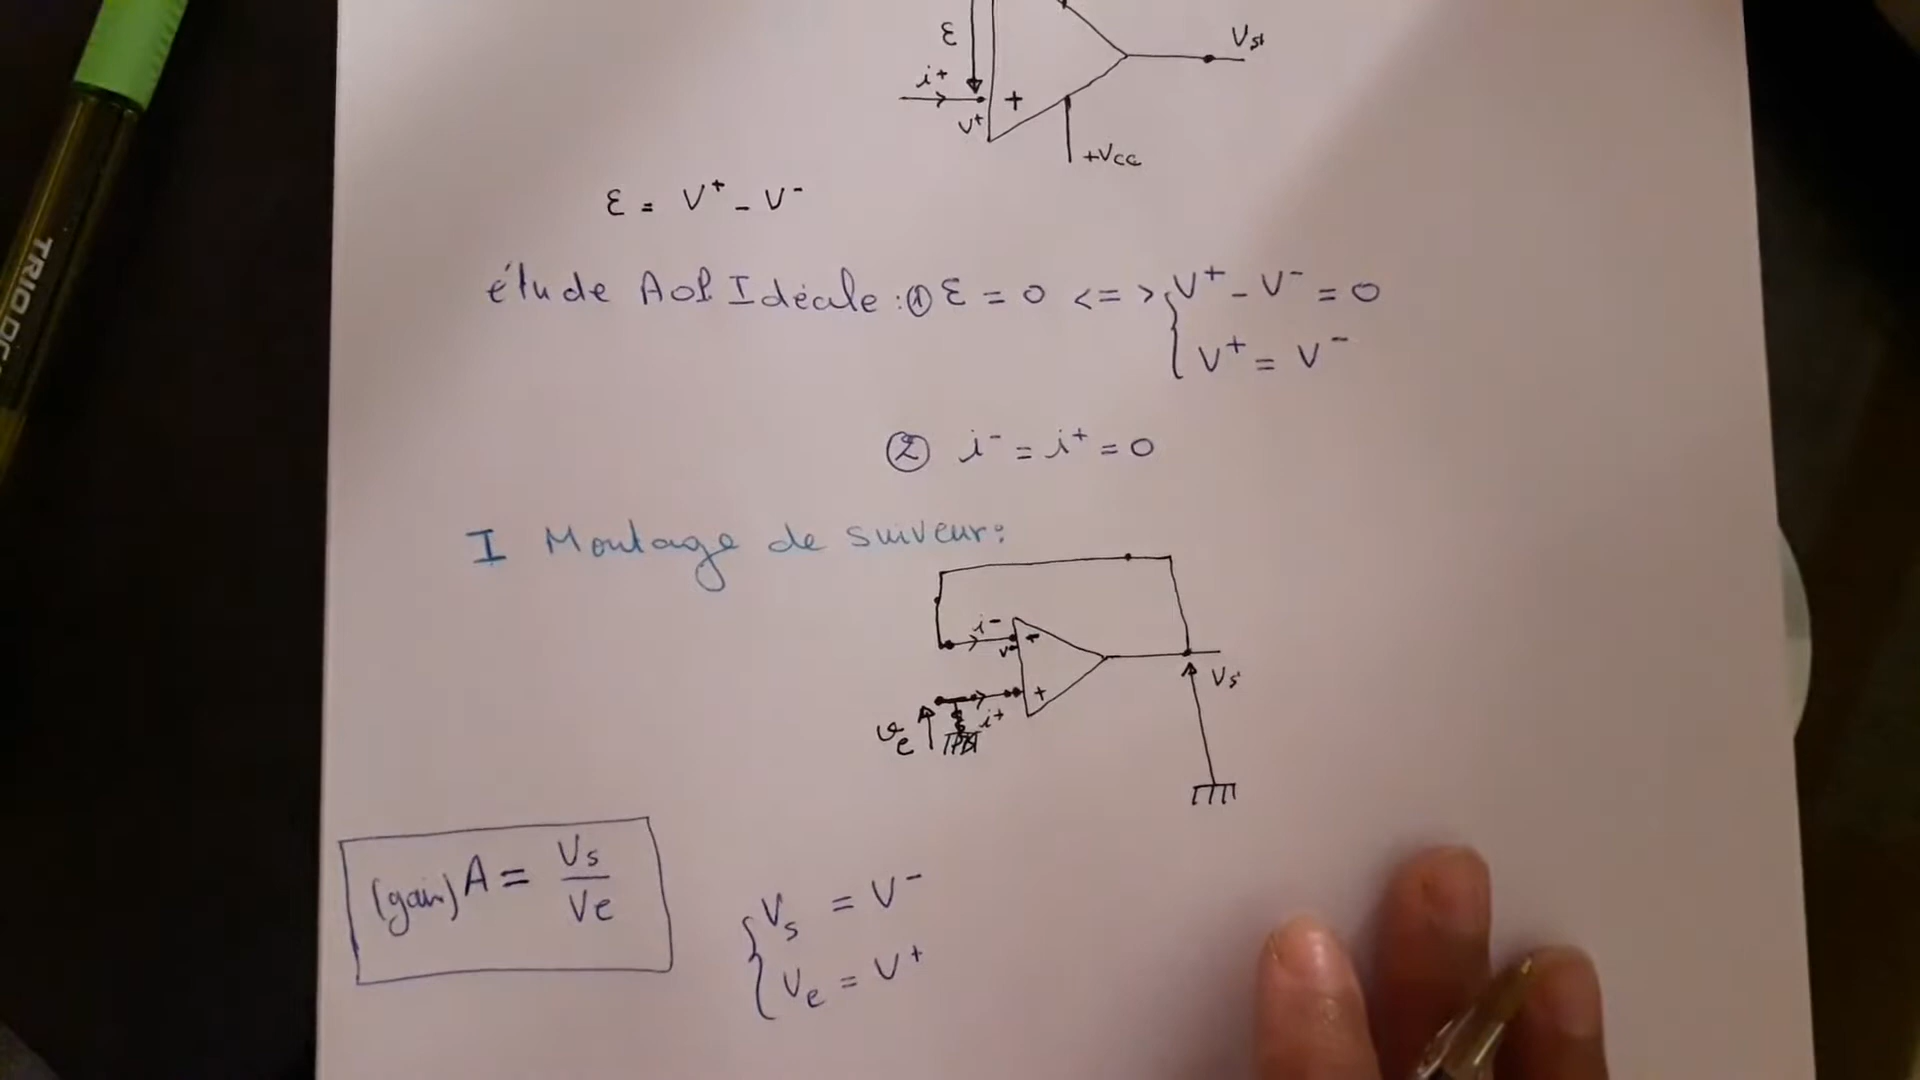 ε
i+
+
V+
Vs
+Vcc
ε = V+ - V-
étude AOP Idéale : ① ε = 0 <=> { V+ - V- = 0
V+ = V-
② i- = i+ = 0
I Montage de suiveur :
i-
V-
-
+
i+
Ve
Vs
(gain) A = Vs / Ve
{ Vs = V-
Ve = V+
TRIO DO